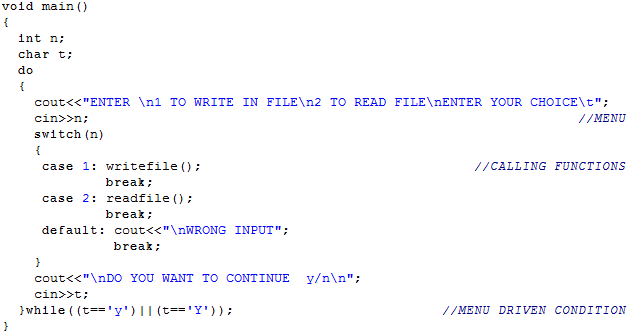 void main()
{
  int n;
  char t;
  do
  {
    cout<<"ENTER \n1 TO WRITE IN FILE\n2 TO READ FILE\nENTER YOUR CHOICE\t";
    cin>>n;                                                              //MENU
    switch(n)
    {
     case 1: writefile();                                   //CALLING FUNCTIONS
             break;
     case 2: readfile();
             break;
     default: cout<<"\nWRONG INPUT";
              break;
    }
    cout<<"\nDO YOU WANT TO CONTINUE  y/n\n";
    cin>>t;
  }while((t=='y')||(t=='Y'));                           //MENU DRIVEN CONDITION
}